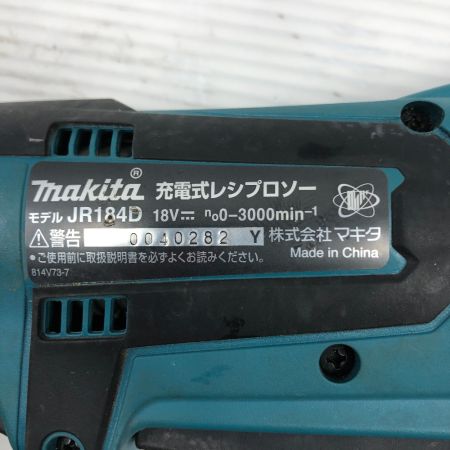 makita® 充電式レシプロソー
モデル JR184D 18V⎓ n₀0-3000min⁻¹
⚠警告 0040282 Y 株式会社マキタ
•ご使用前に取扱説明書を必ずよくお読みください。 Made in China
814V73-7